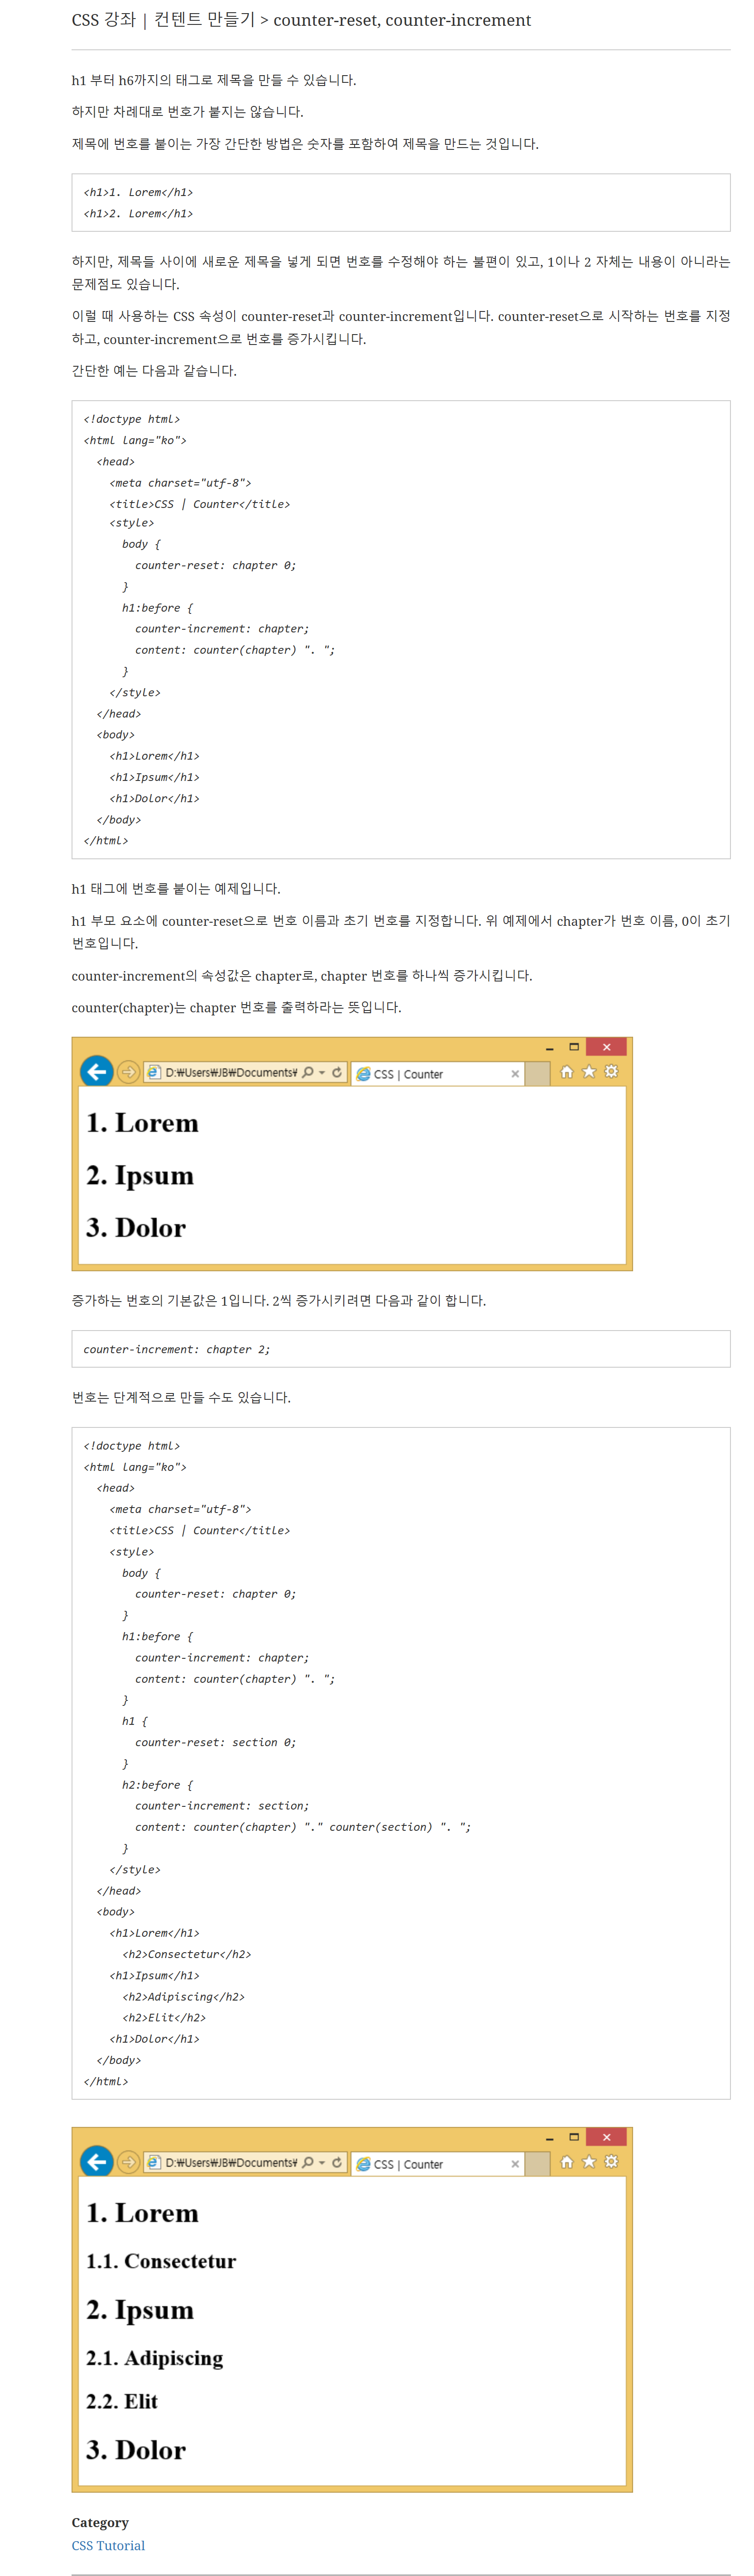 CSS 강좌 | 컨텐트 만들기 > counter-reset, counter-increment
h1 부터 h6까지의 태그로 제목을 만들 수 있습니다.
하지만 차례대로 번호가 붙지는 않습니다.
제목에 번호를 붙이는 가장 간단한 방법은 숫자를 포함하여 제목을 만드는 것입니다.
<h1>1. Lorem</h1>
<h1>2. Lorem</h1>
하지만, 제목들 사이에 새로운 제목을 넣게 되면 번호를 수정해야 하는 불편이 있고, 1이나 2 자체는 내용이 아니라는
문제점도 있습니다.
이럴 때 사용하는 CSS 속성이 counter-reset과 counter-increment입니다. counter-reset으로 시작하는 번호를 지정
하고, counter-increment으로 번호를 증가시킵니다.
간단한 예는 다음과 같습니다.
<!doctype html>
<html lang="ko">
  <head>
    <meta charset="utf-8">
    <title>CSS | Counter</title>
    <style>
      body {
        counter-reset: chapter 0;
      }
      h1:before {
        counter-increment: chapter;
        content: counter(chapter) ". ";
      }
    </style>
  </head>
  <body>
    <h1>Lorem</h1>
    <h1>Ipsum</h1>
    <h1>Dolor</h1>
  </body>
</html>
h1 태그에 번호를 붙이는 예제입니다.
h1 부모 요소에 counter-reset으로 번호 이름과 초기 번호를 지정합니다. 위 예제에서 chapter가 번호 이름, 0이 초기
번호입니다.
counter-increment의 속성값은 chapter로, chapter 번호를 하나씩 증가시킵니다.
counter(chapter)는 chapter 번호를 출력하라는 뜻입니다.
D:₩Users₩JB₩Documents₩ CSS | Counter
1. Lorem
2. Ipsum
3. Dolor
증가하는 번호의 기본값은 1입니다. 2씩 증가시키려면 다음과 같이 합니다.
counter-increment: chapter 2;
번호는 단계적으로 만들 수도 있습니다.
<!doctype html>
<html lang="ko">
  <head>
    <meta charset="utf-8">
    <title>CSS | Counter</title>
    <style>
      body {
        counter-reset: chapter 0;
      }
      h1:before {
        counter-increment: chapter;
        content: counter(chapter) ". ";
      }
      h1 {
        counter-reset: section 0;
      }
      h2:before {
        counter-increment: section;
        content: counter(chapter) "." counter(section) ". ";
      }
    </style>
  </head>
  <body>
    <h1>Lorem</h1>
      <h2>Consectetur</h2>
    <h1>Ipsum</h1>
      <h2>Adipiscing</h2>
      <h2>Elit</h2>
    <h1>Dolor</h1>
  </body>
</html>
D:₩Users₩JB₩Documents₩ CSS | Counter
1. Lorem
1.1. Consectetur
2. Ipsum
2.1. Adipiscing
2.2. Elit
3. Dolor
Category
CSS Tutorial